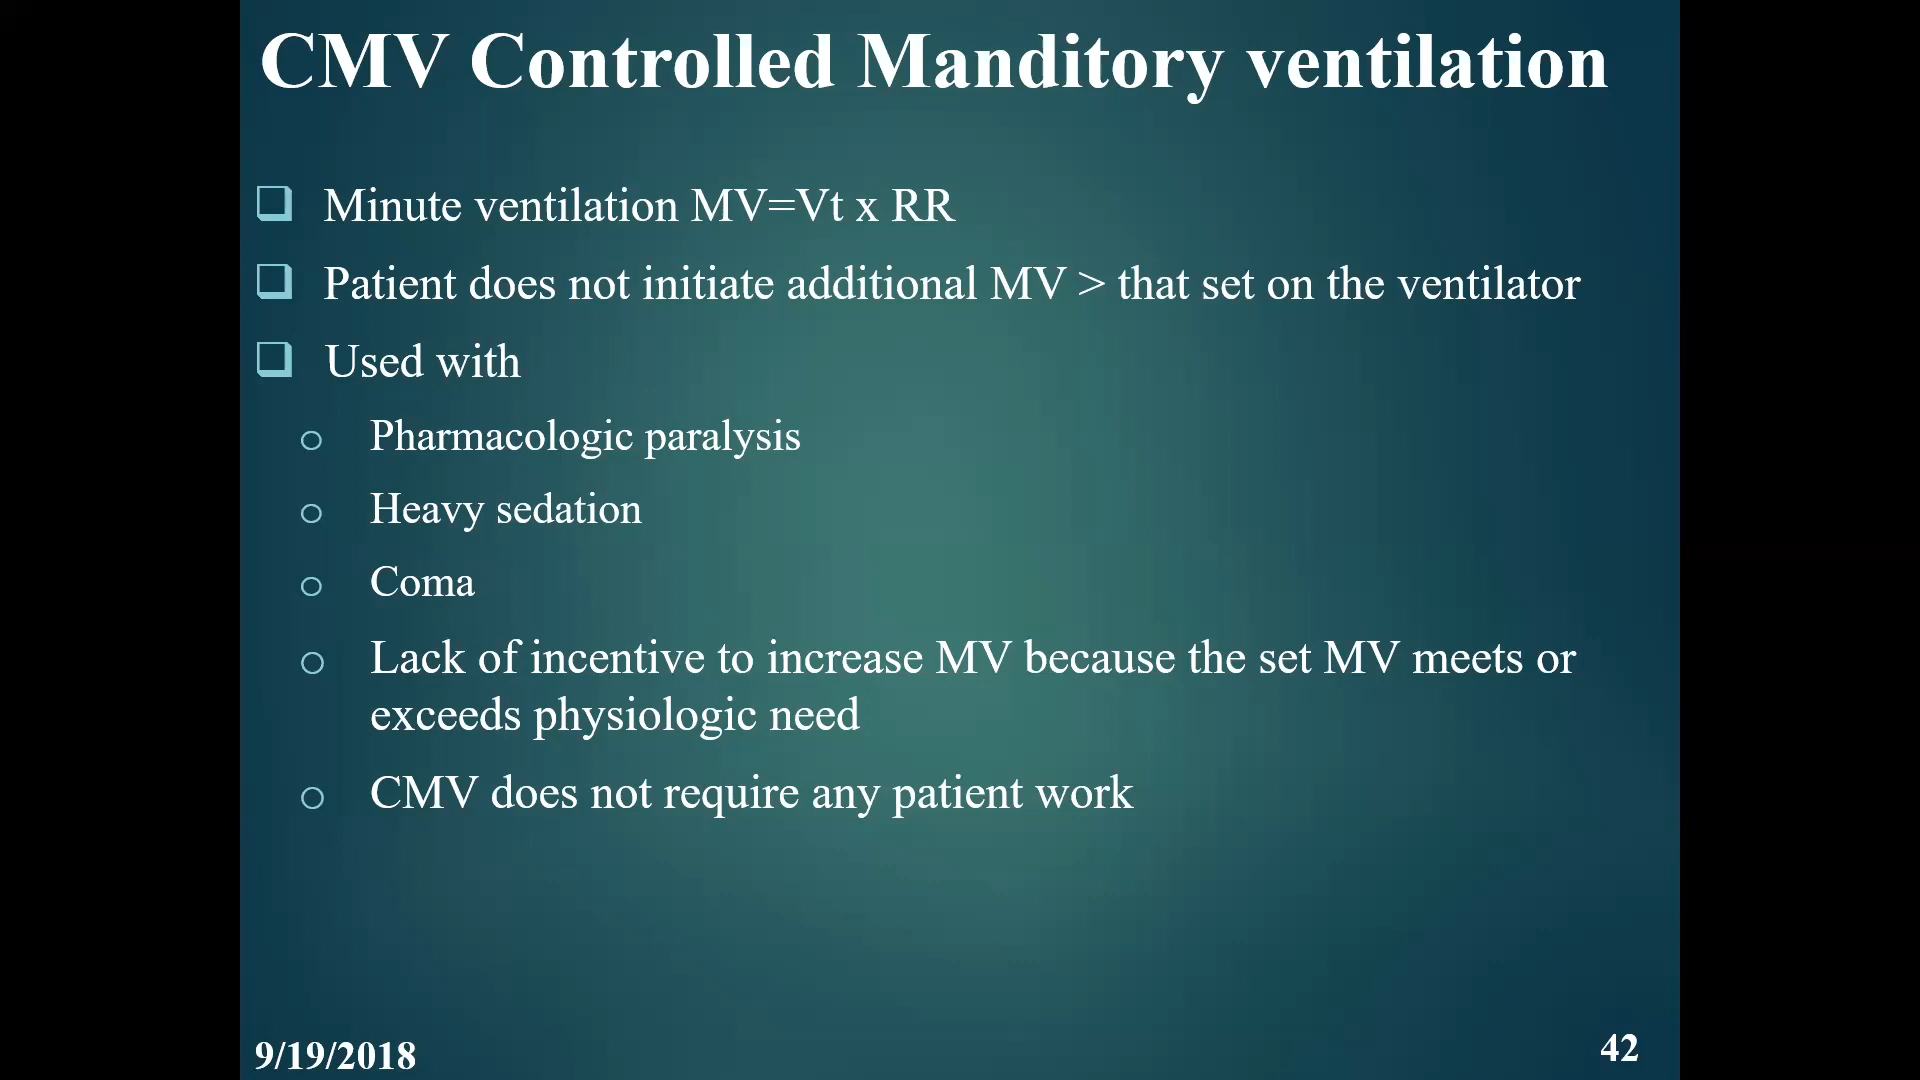 CMV Controlled Manditory ventilation
Minute ventilation MV=Vt x RR
Patient does not initiate additional MV > that set on the ventilator
Used with
Pharmacologic paralysis
Heavy sedation
Coma
Lack of incentive to increase MV because the set MV meets or
exceeds physiologic need
CMV does not require any patient work
9/19/2018
42